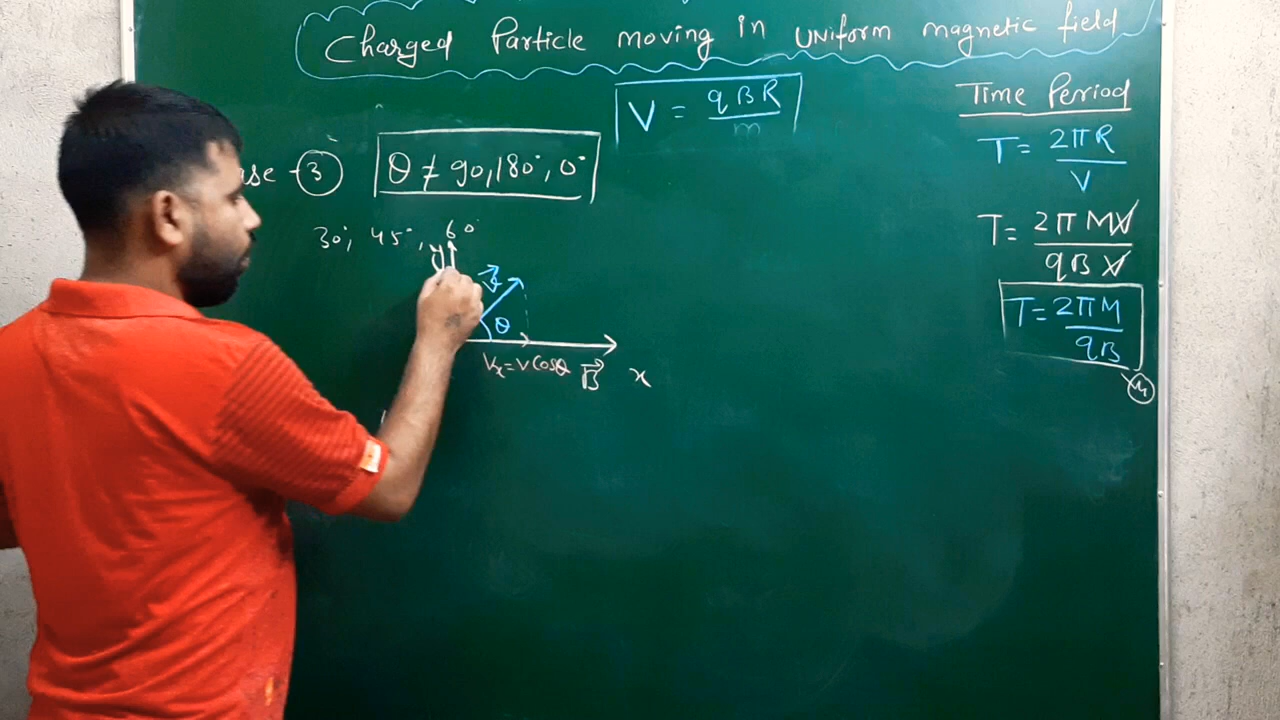 Charged Particle moving in uniform magnetic field
V = qBR/m
Time Period
T = 2πR/V
(3) θ ≠ 90, 180°, 0°
30°, 45°, 60°
y
v⃗
θ
Vx = v cosθ B⃗ x
T = 2πMV/qBV
T = 2πM/qB